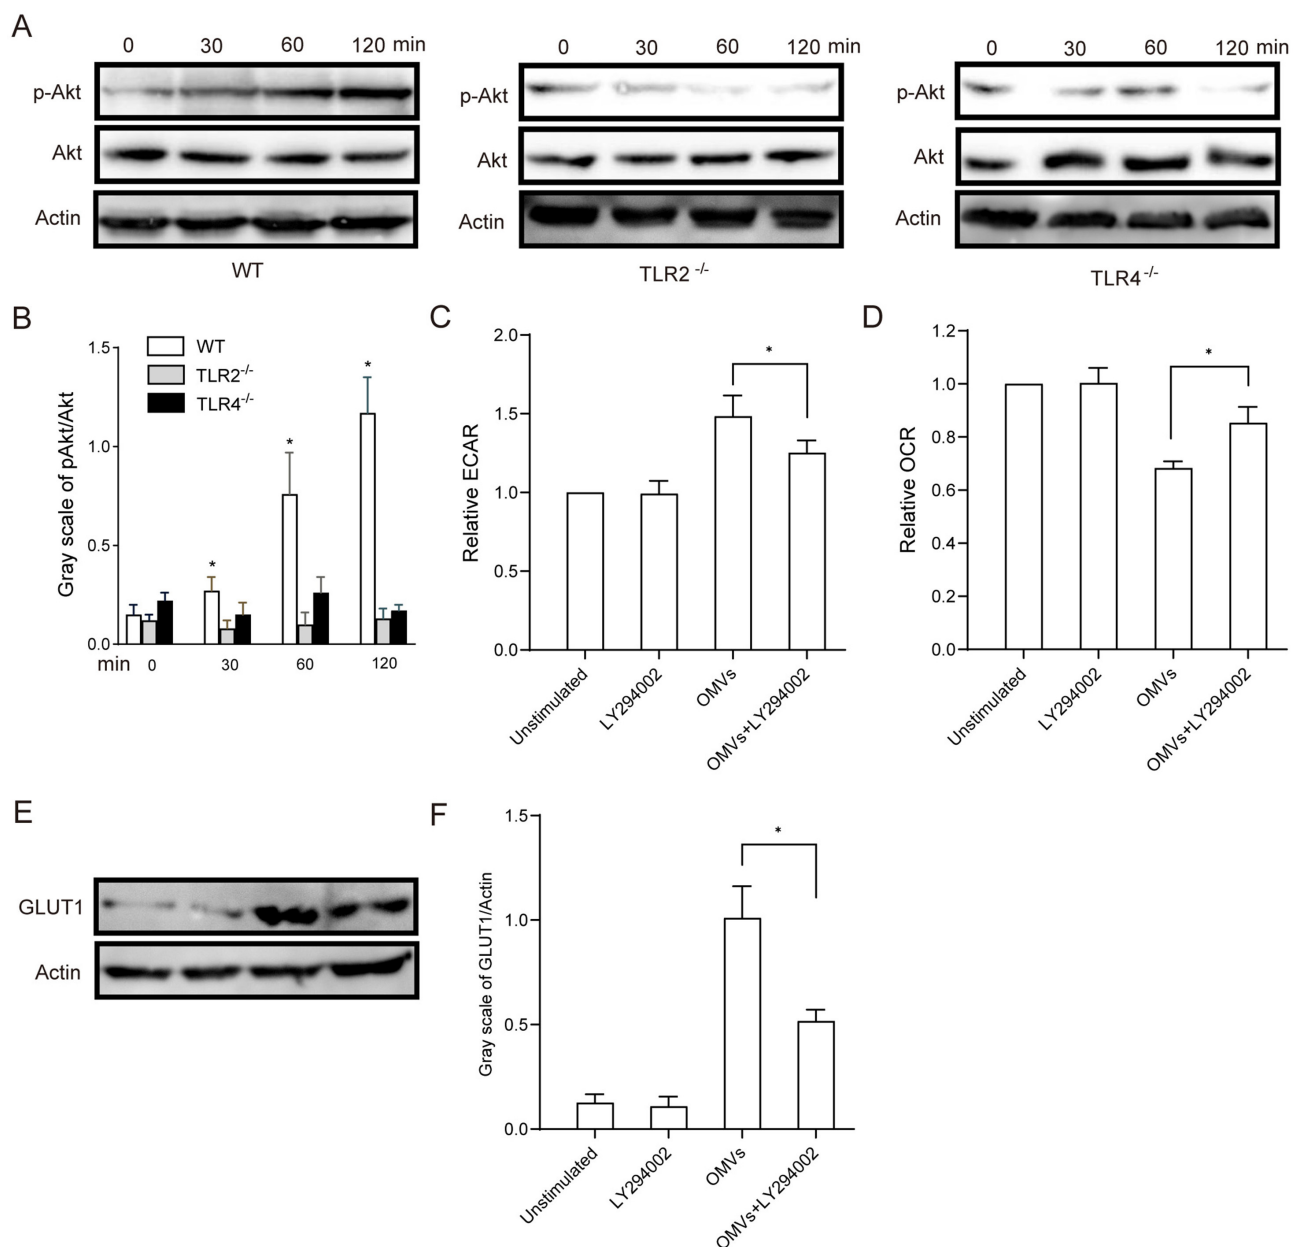 A
0 30 60 120 min
p-Akt
Akt
Actin
WT
0 30 60 120 min
p-Akt
Akt
Actin
TLR2 -/-
0 30 60 120 min
p-Akt
Akt
Actin
TLR4-/-
B
WT
TLR2-/-
TLR4-/-
Gray scale of pAkt/Akt
1.5
1.0
0.5
0.0
*
*
*
min 0 30 60 120
C
Relative ECAR
2.0
1.5
1.0
0.5
0.0
*
Unstimulated
LY294002
OMVs
OMVs+LY294002
D
Relative OCR
1.2
1.0
0.8
0.6
0.4
0.2
0.0
*
Unstimulated
LY294002
OMVs
OMVs+LY294002
E
GLUT1
Actin
F
Gray scale of GLUT1/Actin
1.5
1.0
0.5
0.0
*
Unstimulated
LY294002
OMVs
OMVs+LY294002